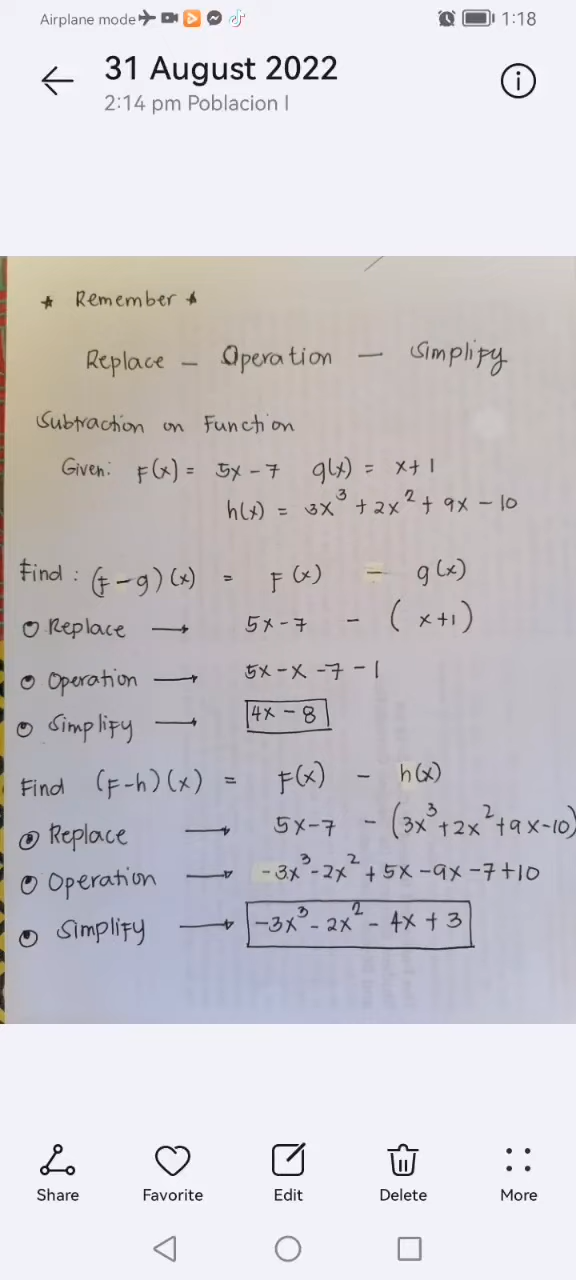 Airplane mode 1:18
31 August 2022
2:14 pm Poblacion I
* Remember *
Replace - Operation - Simplify
Subtraction on Function
Given: F(x) = 5x - 7 g(x) = x + 1
h(x) = 3x³ + 2x² + 9x - 10
Find : (F - g)(x) = F(x) - g(x)
Replace → 5x - 7 - (x+1)
Operation → 5x - x - 7 - 1
Simplify → 4x - 8
Find (F-h)(x) = F(x) - h(x)
Replace → 5x-7 - (3x³+2x²+9x-10)
Operation → -3x³-2x²+5x-9x-7+10
Simplify → -3x³-2x²-4x+3
Share Favorite Edit Delete More